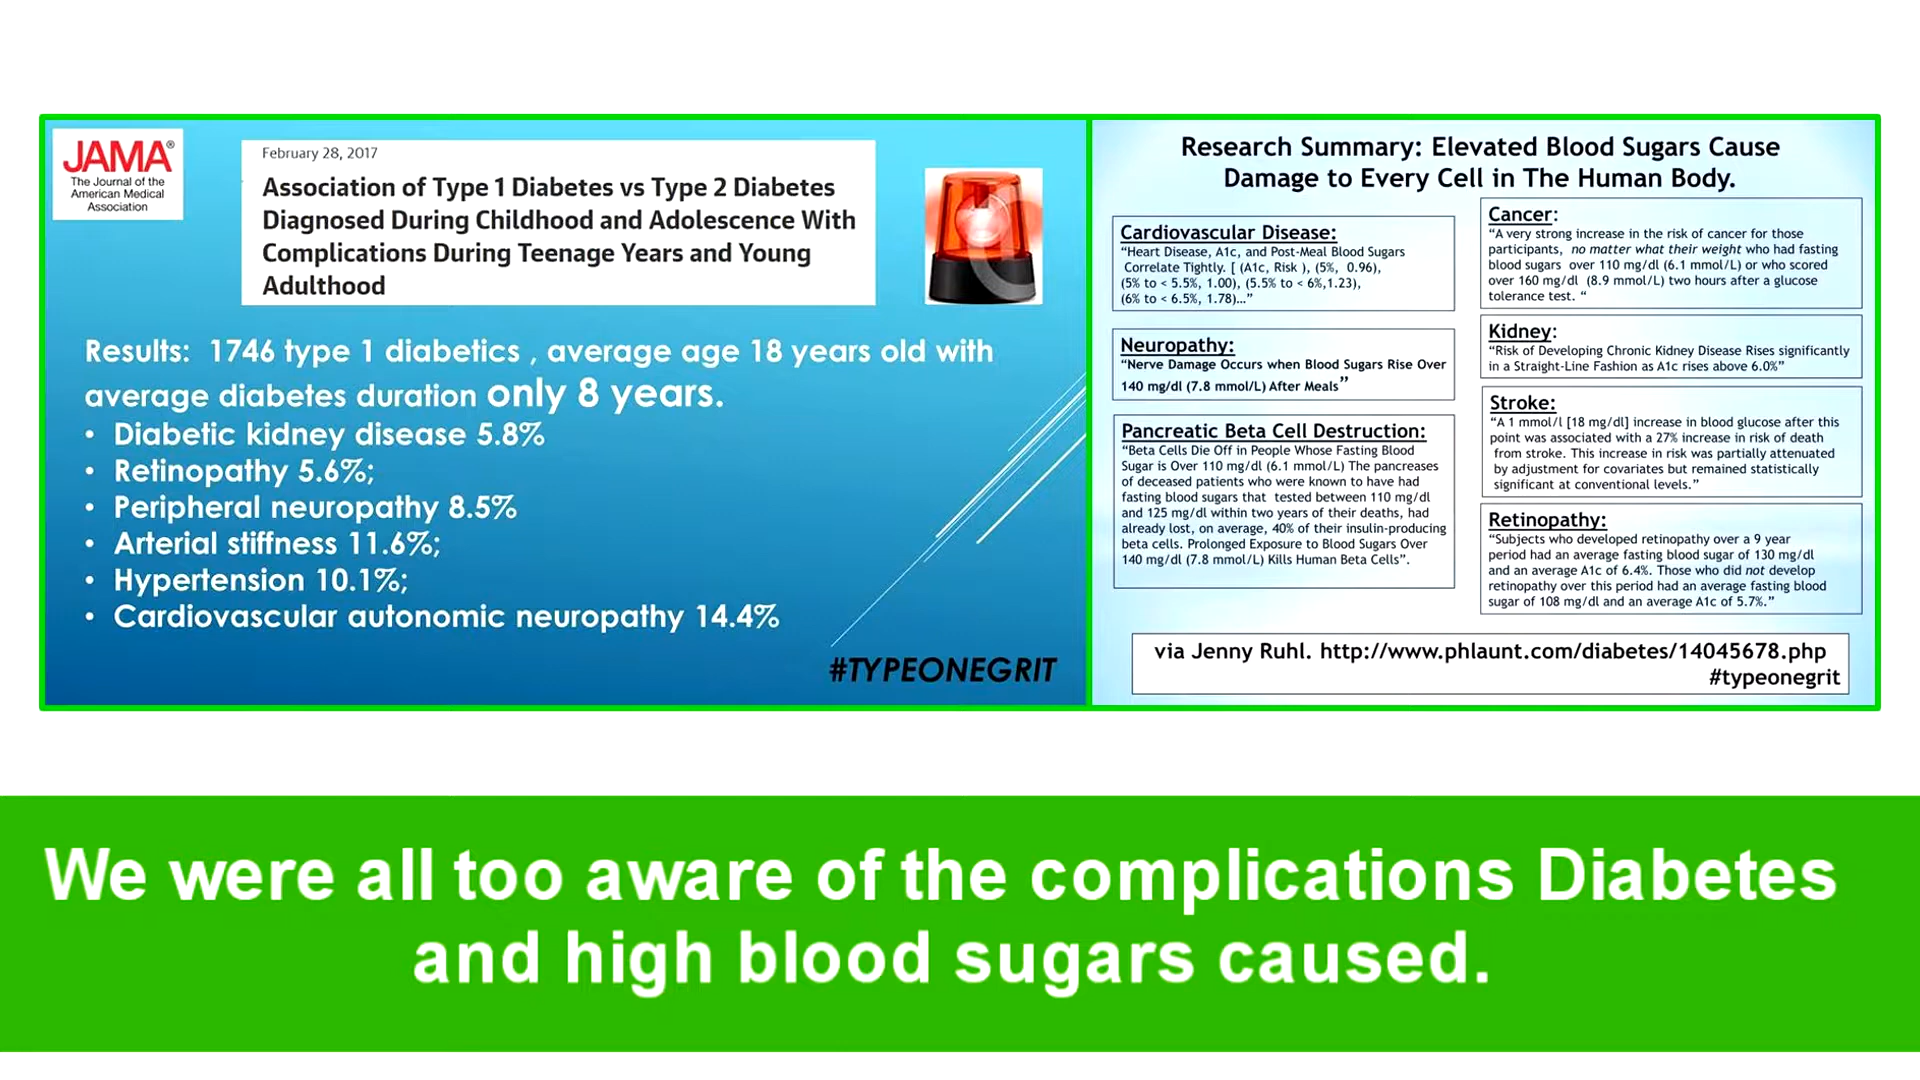 JAMA®
The Journal of the
American Medical
Association
February 28, 2017
Association of Type 1 Diabetes vs Type 2 Diabetes
Diagnosed During Childhood and Adolescence With
Complications During Teenage Years and Young
Adulthood
Results:  1746 type 1 diabetics , average age 18 years old with
average diabetes duration only 8 years.
• Diabetic kidney disease 5.8%
• Retinopathy 5.6%;
• Peripheral neuropathy 8.5%
• Arterial stiffness 11.6%;
• Hypertension 10.1%;
• Cardiovascular autonomic neuropathy 14.4%
#TYPEONEGRIT
Research Summary: Elevated Blood Sugars Cause
Damage to Every Cell in The Human Body.
Cardiovascular Disease:
“Heart Disease, A1c, and Post-Meal Blood Sugars
Correlate Tightly. [ (A1c, Risk ), (5%, 0.96),
(5% to < 5.5%, 1.00), (5.5% to < 6%,1.23),
(6% to < 6.5%, 1.78)…”
Neuropathy:
“Nerve Damage Occurs when Blood Sugars Rise Over
140 mg/dl (7.8 mmol/L) After Meals”
Pancreatic Beta Cell Destruction:
“Beta Cells Die Off in People Whose Fasting Blood
Sugar is Over 110 mg/dl (6.1 mmol/L) The pancreases
of deceased patients who were known to have had
fasting blood sugars that  tested between 110 mg/dl
and 125 mg/dl within two years of their deaths, had
already lost, on average, 40% of their insulin-producing
beta cells. Prolonged Exposure to Blood Sugars Over
140 mg/dl (7.8 mmol/L) Kills Human Beta Cells”.
Cancer:
“A very strong increase in the risk of cancer for those
participants,  no matter what their weight who had fasting
blood sugars  over 110 mg/dl (6.1 mmol/L) or who scored
over 160 mg/dl  (8.9 mmol/L) two hours after a glucose
tolerance test. “
Kidney:
“Risk of Developing Chronic Kidney Disease Rises significantly
in a Straight-Line Fashion as A1c rises above 6.0%”
Stroke:
“A 1 mmol/l [18 mg/dl] increase in blood glucose after this
point was associated with a 27% increase in risk of death
from stroke. This increase in risk was partially attenuated
by adjustment for covariates but remained statistically
significant at conventional levels.”
Retinopathy:
“Subjects who developed retinopathy over a 9 year
period had an average fasting blood sugar of 130 mg/dl
and an average A1c of 6.4%. Those who did not develop
retinopathy over this period had an average fasting blood
sugar of 108 mg/dl and an average A1c of 5.7%.”
via Jenny Ruhl. http://www.phlaunt.com/diabetes/14045678.php
#typeonegrit
We were all too aware of the complications Diabetes
and high blood sugars caused.